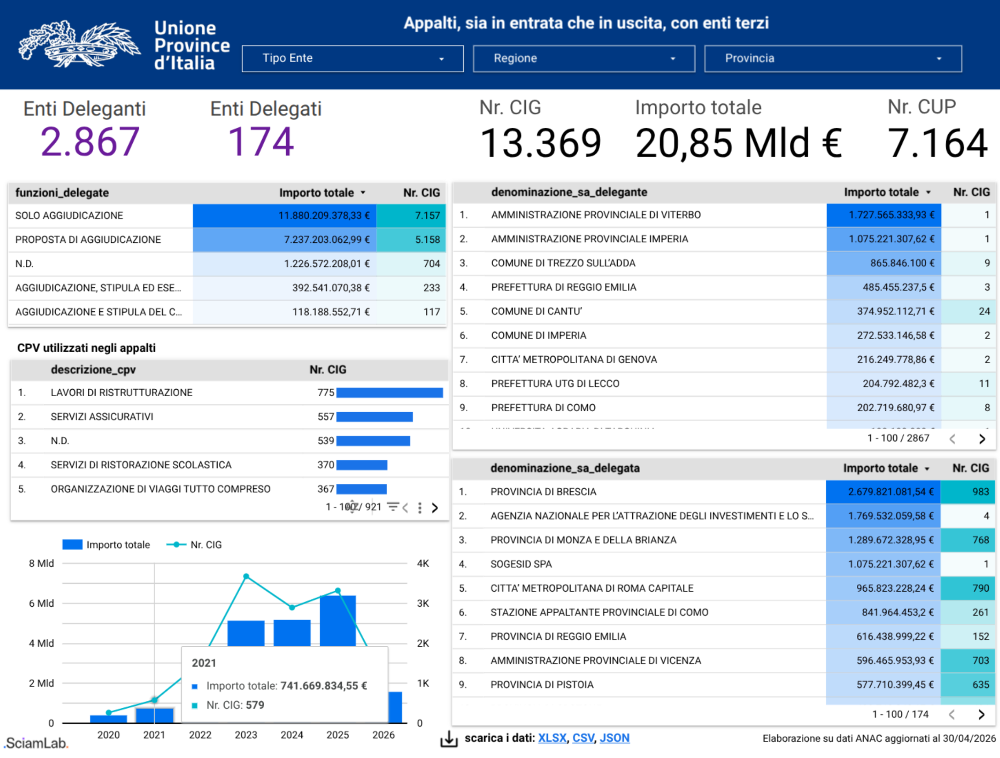 Unione
Province
d'Italia
Appalti, sia in entrata che in uscita, con enti terzi
Tipo Ente
Regione
Provincia
Enti Deleganti
2.867
Enti Delegati
174
Nr. CIG
13.369
Importo totale
20,85 Mld €
Nr. CUP
7.164
funzioni_delegate Importo totale Nr. CIG
SOLO AGGIUDICAZIONE 11.880.209.378,33 € 7.157
PROPOSTA DI AGGIUDICAZIONE 7.237.203.062,99 € 5.158
N.D. 1.226.572.208,01 € 704
AGGIUDICAZIONE, STIPULA ED ESE... 392.541.070,38 € 233
AGGIUDICAZIONE E STIPULA DEL C... 118.188.552,71 € 117
CPV utilizzati negli appalti
descrizione_cpv Nr. CIG
1. LAVORI DI RISTRUTTURAZIONE 775
2. SERVIZI ASSICURATIVI 557
3. N.D. 539
4. SERVIZI DI RISTORAZIONE SCOLASTICA 370
5. ORGANIZZAZIONE DI VIAGGI TUTTO COMPRESO 367
1 - 100 / 921
Importo totale Nr. CIG
8 Mld 4K
6 Mld 3K
4 Mld 2K
2 Mld 1K
0 0
2021
Importo totale: 741.669.834,55 €
Nr. CIG: 579
2020 2021 2022 2023 2024 2025 2026
.SciamLab.
denominazione_sa_delegante Importo totale Nr. CIG
1. AMMINISTRAZIONE PROVINCIALE DI VITERBO 1.727.565.333,93 € 1
2. AMMINISTRAZIONE PROVINCIALE IMPERIA 1.075.221.307,62 € 1
3. COMUNE DI TREZZO SULL'ADDA 865.846.100 € 9
4. PREFETTURA DI REGGIO EMILIA 485.455.237,5 € 3
5. COMUNE DI CANTU' 374.952.112,71 € 24
6. COMUNE DI IMPERIA 272.533.146,58 € 2
7. CITTA' METROPOLITANA DI GENOVA 216.249.778,86 € 2
8. PREFETTURA UTG DI LECCO 204.792.482,3 € 11
9. PREFETTURA DI COMO 202.719.680,97 € 8
1 - 100 / 2867
denominazione_sa_delegata Importo totale Nr. CIG
1. PROVINCIA DI BRESCIA 2.679.821.081,54 € 983
2. AGENZIA NAZIONALE PER L'ATTRAZIONE DEGLI INVESTIMENTI E LO S... 1.769.532.059,58 € 4
3. PROVINCIA DI MONZA E DELLA BRIANZA 1.289.672.328,95 € 768
4. SOGESID SPA 1.075.221.307,62 € 1
5. CITTA' METROPOLITANA DI ROMA CAPITALE 965.823.228,24 € 790
6. STAZIONE APPALTANTE PROVINCIALE DI COMO 841.964.453,2 € 261
7. PROVINCIA DI REGGIO EMILIA 616.438.999,22 € 152
8. AMMINISTRAZIONE PROVINCIALE DI VICENZA 596.465.953,93 € 703
9. PROVINCIA DI PISTOIA 577.710.399,45 € 635
1 - 100 / 174
scarica i dati: XLSX, CSV, JSON
Elaborazione su dati ANAC aggiornati al 30/04/2026